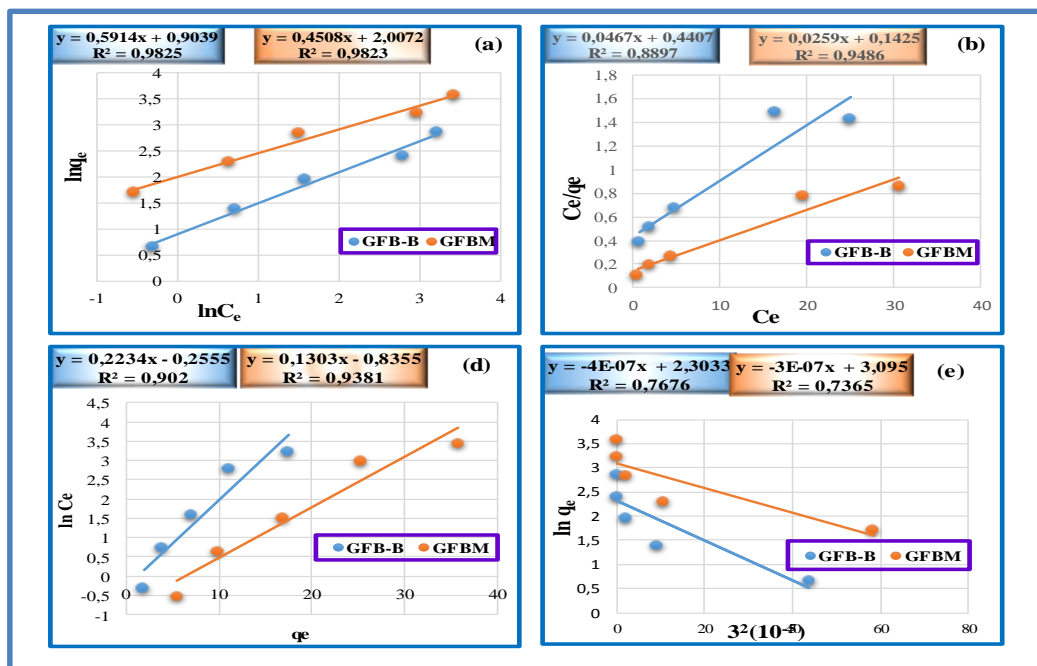 y = 0,5914x + 0,9039
R² = 0,9825
y = 0,4508x + 2,0072
R² = 0,9823
(a)
4
3,5
3
2,5
2
1,5
1
0,5
0
-1 0 1 2 3 4
lnqe
lnCe
GFB-B GFBM
y = 0,0467x + 0,4407
R² = 0,8897
y = 0,0259x + 0,1425
R² = 0,9486
(b)
1,8
1,6
1,4
1,2
1
0,8
0,6
0,4
0,2
0
0 10 20 30 40
Ce/qe
Ce
GFB-B GFBM
y = 0,2234x - 0,2555
R² = 0,902
y = 0,1303x - 0,8355
R² = 0,9381
(d)
4,5
4
3,5
3
2,5
2
1,5
1
0,5
0
-0,5
-1
0 10 20 30 40
ln Ce
qe
GFB-B GFBM
y = -4E-07x + 2,3033
R² = 0,7676
y = -3E-07x + 3,095
R² = 0,7365
(e)
4
3,5
3
2,5
2
1,5
1
0,5
0
0 20 40 60 80
ln qe
3²(10⁻⁵)
GFB-B GFBM